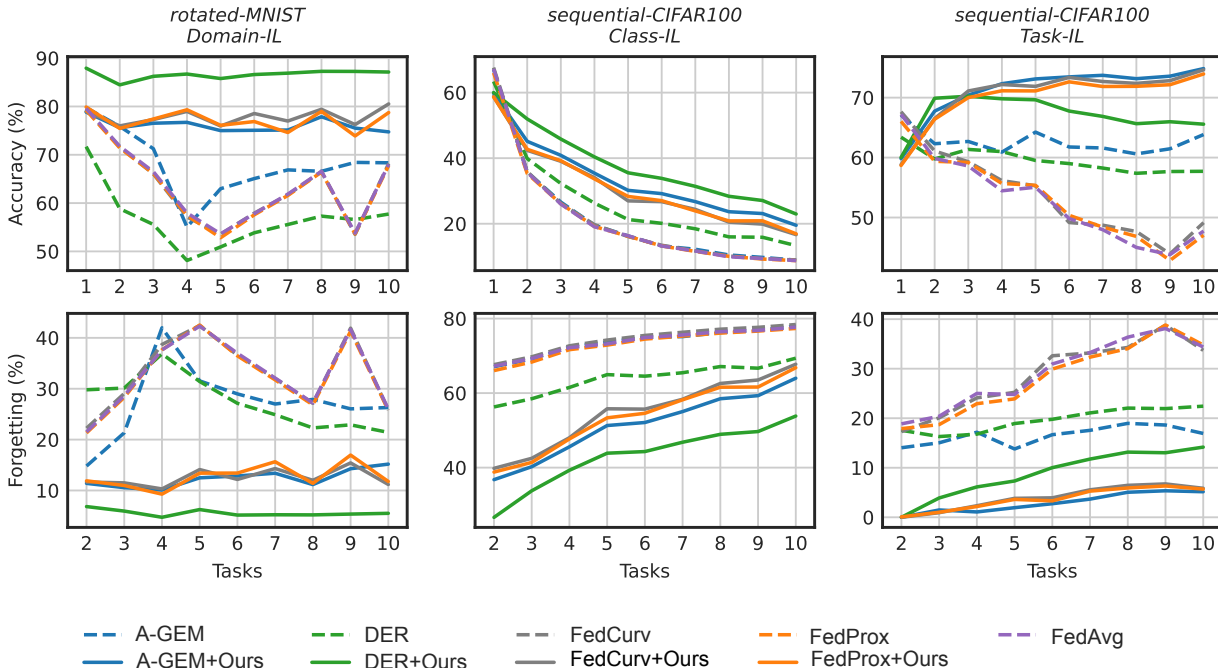 rotated-MNIST
Domain-IL
sequential-CIFAR100
Class-IL
sequential-CIFAR100
Task-IL
Accuracy (%)
90
80
70
60
50
1 2 3 4 5 6 7 8 9 10
60
40
20
1 2 3 4 5 6 7 8 9 10
70
60
50
1 2 3 4 5 6 7 8 9 10
Forgetting (%)
40
30
20
10
2 3 4 5 6 7 8 9 10
Tasks
80
60
40
2 3 4 5 6 7 8 9 10
Tasks
40
30
20
10
0
2 3 4 5 6 7 8 9 10
Tasks
A-GEM DER FedCurv FedProx FedAvg
A-GEM+Ours DER+Ours FedCurv+Ours FedProx+Ours